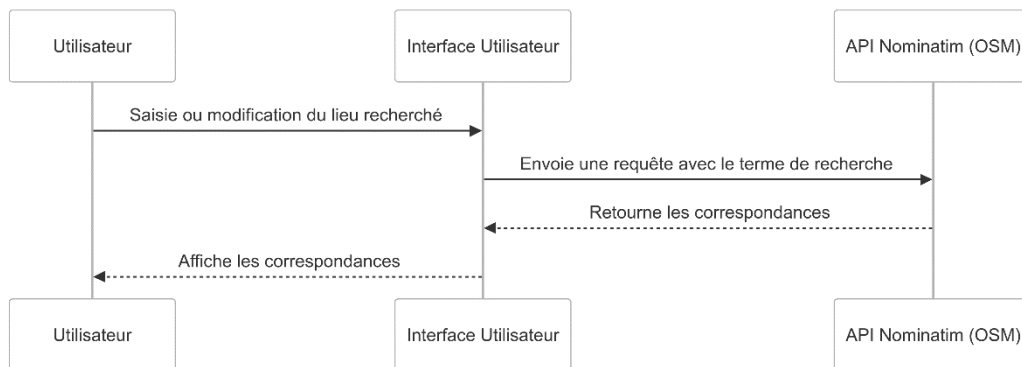 Utilisateur
Interface Utilisateur
API Nominatim (OSM)
Saisie ou modification du lieu recherché
Envoie une requête avec le terme de recherche
Retourne les correspondances
Affiche les correspondances
Utilisateur
Interface Utilisateur
API Nominatim (OSM)